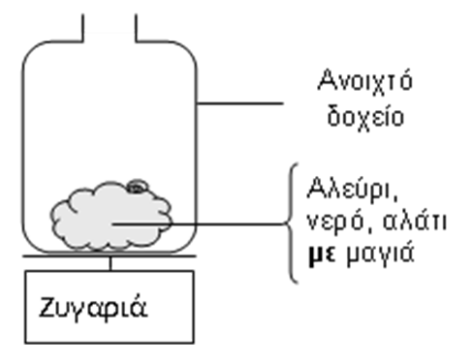 Ανοιχτό
δοχείο
Αλεύρι,
νερό, αλάτι
με μαγιά
Ζυγαριά